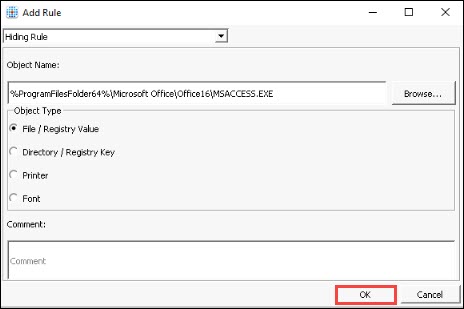 Add Rule
Hiding Rule
Object Name:
%ProgramFilesFolder64%\Microsoft Office\Office16\MSACCESS.EXE
Browse...
Object Type
File / Registry Value
Directory / Registry Key
Printer
Font
Comment:
Comment
OK
Cancel